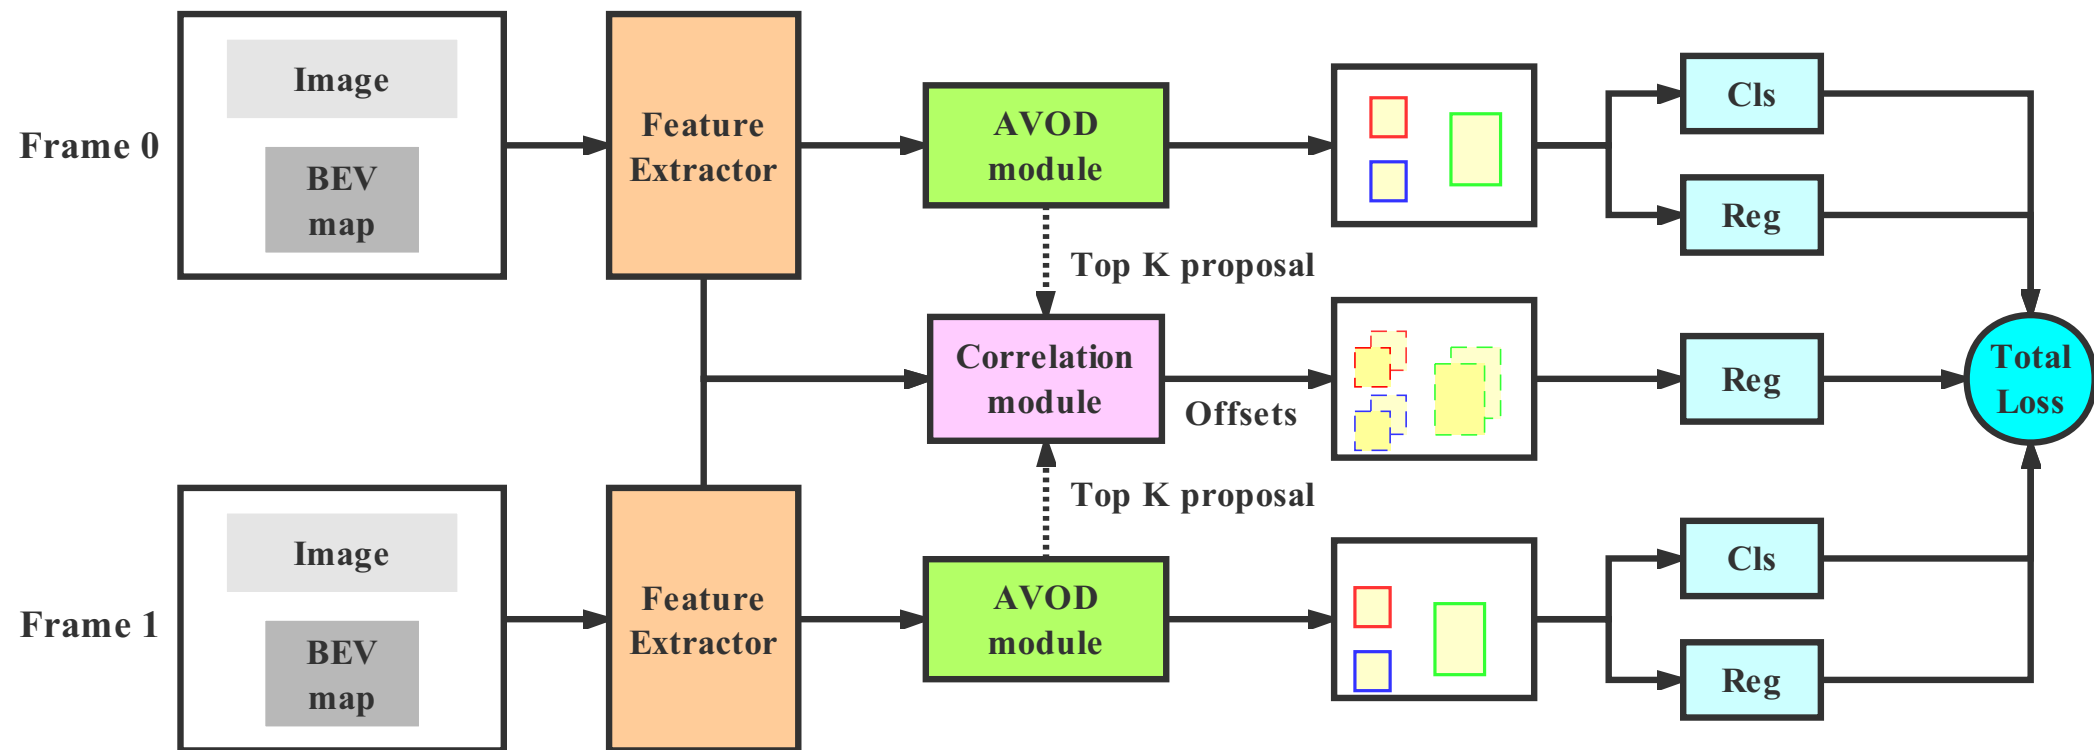 Frame 0
Image
BEV
map
Feature
Extractor
AVOD
module
Cls
Reg
Top K proposal
Correlation
module
Offsets
Reg
Total
Loss
Top K proposal
Frame 1
Image
BEV
map
Feature
Extractor
AVOD
module
Cls
Reg